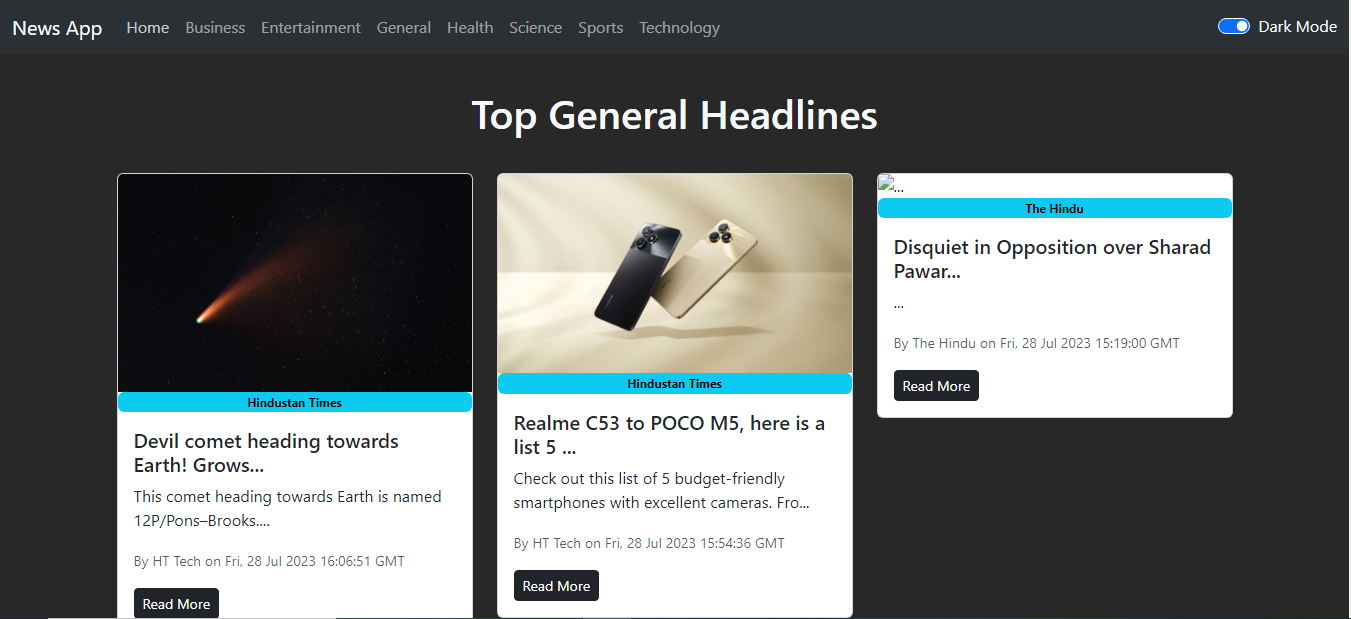 News App Home Business Entertainment General Health Science Sports Technology Dark Mode
Top General Headlines
Hindustan Times
Devil comet heading towards
Earth! Grows...
This comet heading towards Earth is named
12P/Pons–Brooks....
By HT Tech on Fri, 28 Jul 2023 16:06:51 GMT
Read More
Hindustan Times
Realme C53 to POCO M5, here is a
list 5 ...
Check out this list of 5 budget-friendly
smartphones with excellent cameras. Fro...
By HT Tech on Fri, 28 Jul 2023 15:54:36 GMT
Read More
...
The Hindu
Disquiet in Opposition over Sharad
Pawar...
...
By The Hindu on Fri, 28 Jul 2023 15:19:00 GMT
Read More